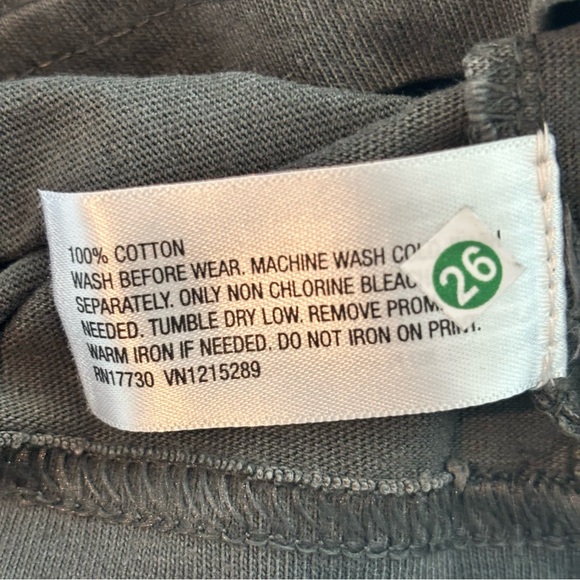 100% COTTON
WASH BEFORE WEAR. MACHINE WASH
SEPARATELY. ONLY NON CHLORINE
NEEDED. TUMBLE DRY LOW. REMOVE
WARM IRON IF NEEDED. DO NOT IRON ON PRINT.
RN17730 VN1215289
26